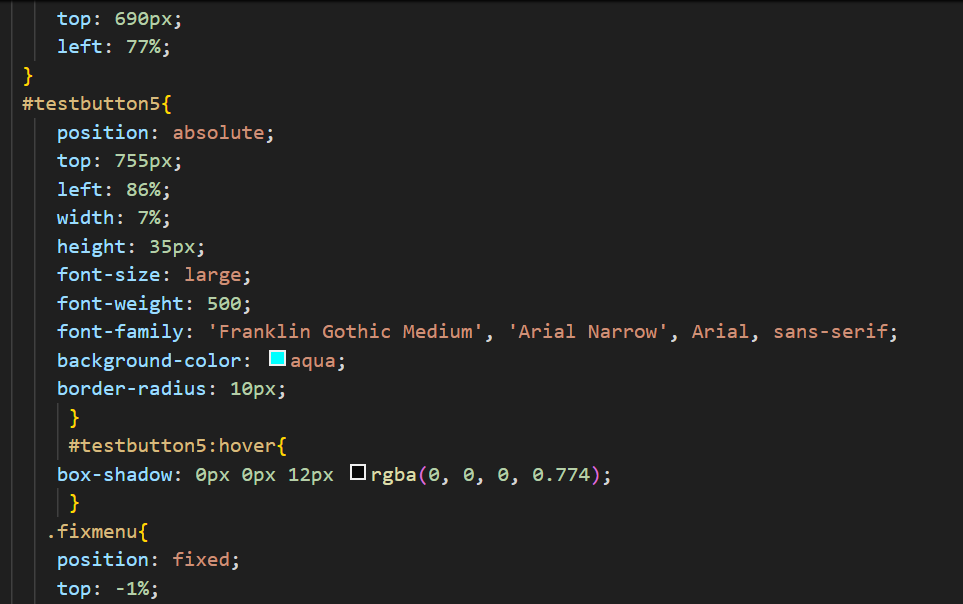 top: 690px;
left: 77%;
}
#testbutton5{
position: absolute;
top: 755px;
left: 86%;
width: 7%;
height: 35px;
font-size: large;
font-weight: 500;
font-family: 'Franklin Gothic Medium', 'Arial Narrow', Arial, sans-serif;
background-color: aqua;
border-radius: 10px;
}
#testbutton5:hover{
box-shadow: 0px 0px 12px rgba(0, 0, 0, 0.774);
}
.fixmenu{
position: fixed;
top: -1%;